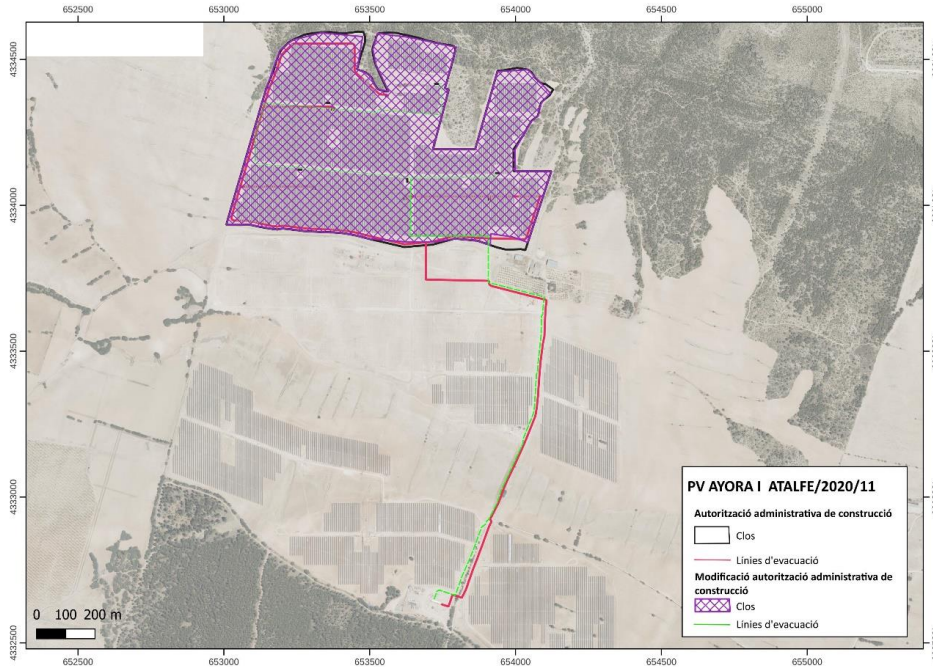 652500 653000 653500 654000 654500 655000
4334500
4334000
4333500
4333000
4332500
PV AYORA I ATALFE/2020/11
Autorització administrativa de construcció
Clos
Línies d'evacuació
Modificació autorització administrativa de
construcció
Clos
Línies d'evacuació
0 100 200 m
652500 653000 653500 654000 654500 655000